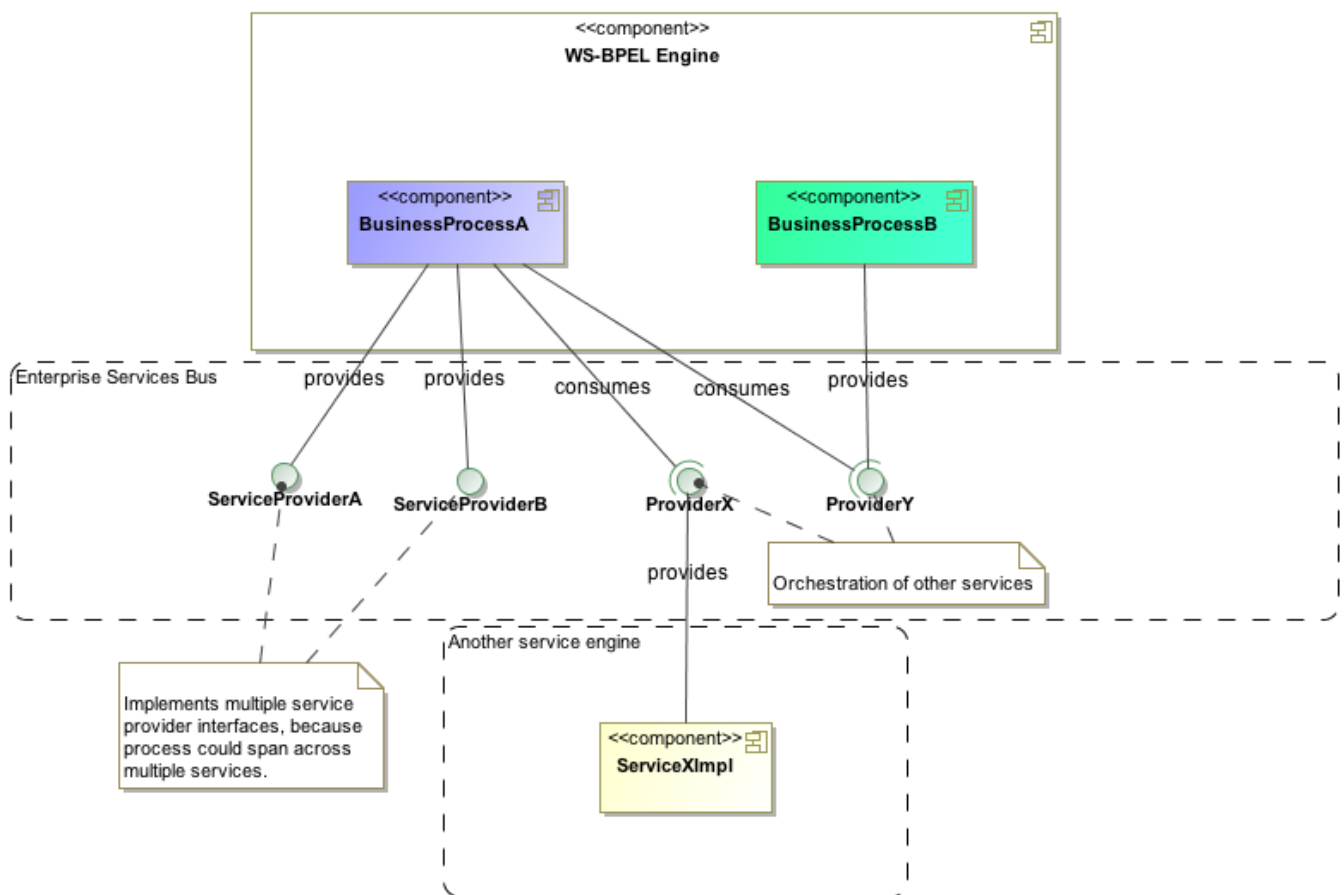 <<component>>
WS-BPEL Engine
<<component>>
BusinessProcessA
<<component>>
BusinessProcessB
Enterprise Services Bus
provides
provides
consumes
consumes
provides
ServiceProviderA
ServiceProviderB
ProviderX
ProviderY
provides
Orchestration of other services
Another service engine
Implements multiple service
provider interfaces, because
process could span across
multiple services.
<<component>>
ServiceXImpl